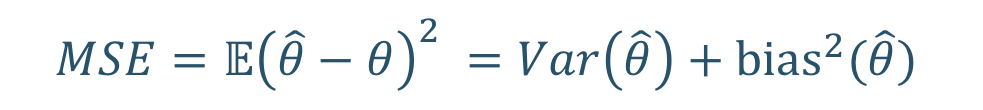 MSE = 𝔼(θ̂ − θ)² = Var(θ̂) + bias²(θ̂)